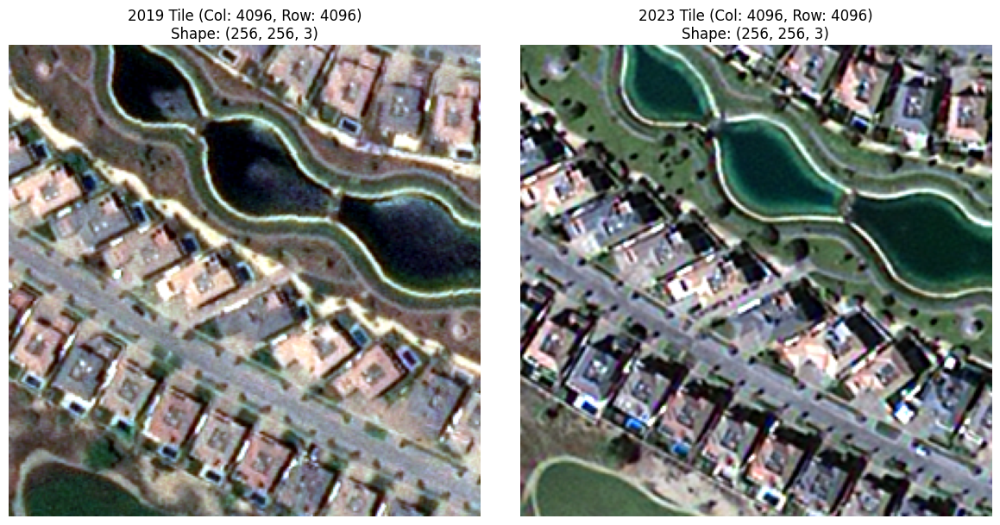 2019 Tile (Col: 4096, Row: 4096)
Shape: (256, 256, 3)
2023 Tile (Col: 4096, Row: 4096)
Shape: (256, 256, 3)